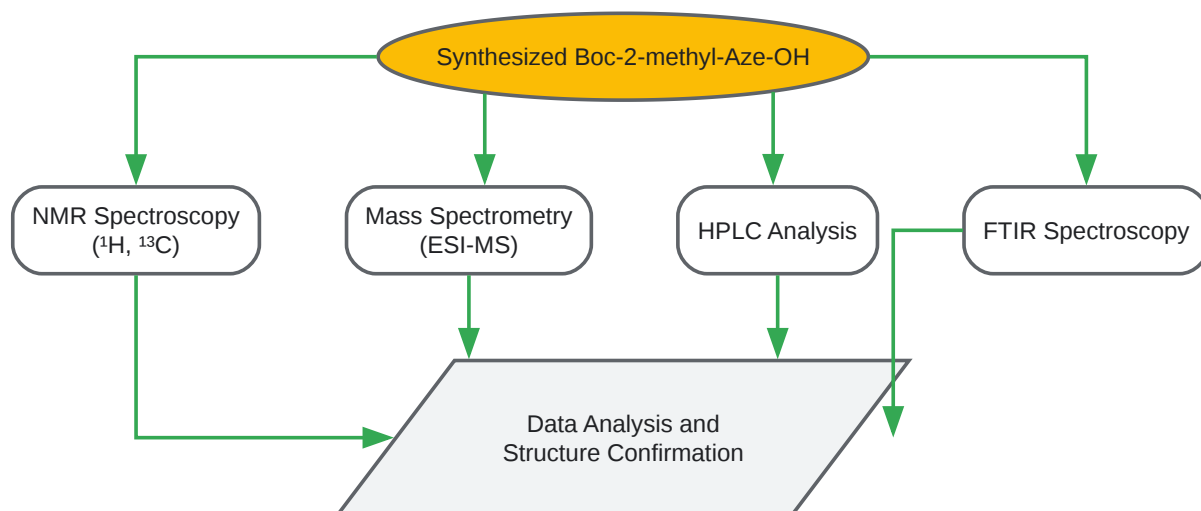 Synthesized Boc-2-methyl-Aze-OH
NMR Spectroscopy
(¹H, ¹³C)
Mass Spectrometry
(ESI-MS)
HPLC Analysis
FTIR Spectroscopy
Data Analysis and
Structure Confirmation